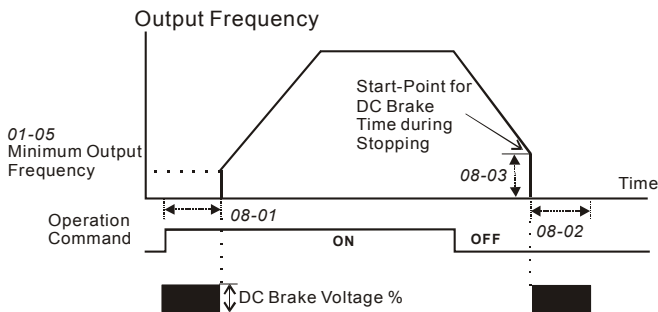 Output Frequency
Start-Point for
DC Brake
Time during
Stopping
01-05
Minimum Output
Frequency
08-03
Time
08-01
08-02
Operation
Command
ON
OFF
DC Brake Voltage %